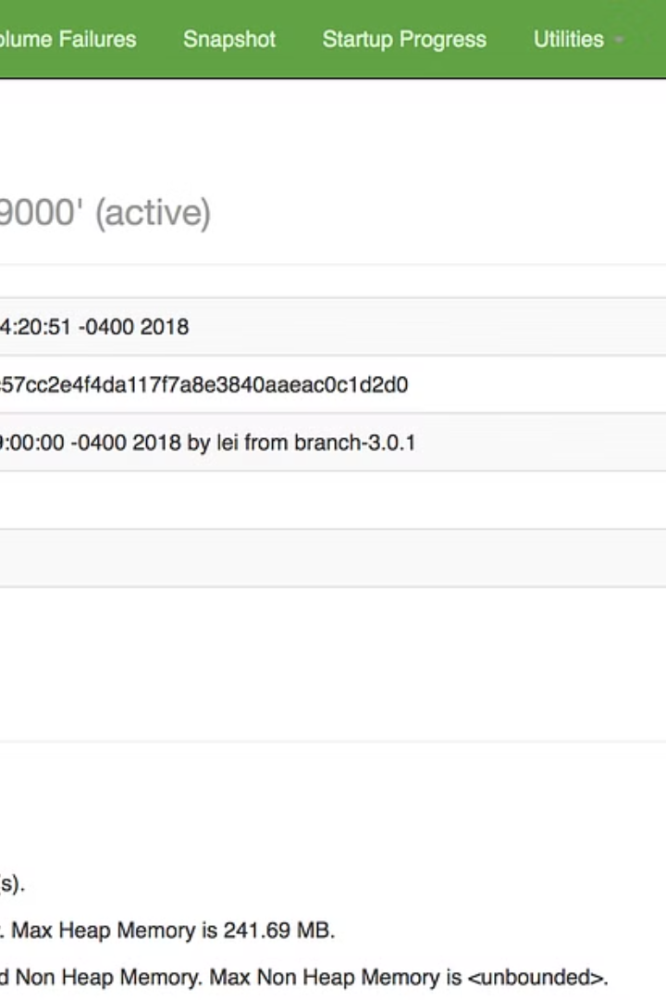 olume Failures Snapshot Startup Progress Utilities
9000' (active)
4:20:51 -0400 2018
57cc2e4f4da117f7a8e3840aaeac0c1d2d0
:00:00 -0400 2018 by lei from branch-3.0.1
s).
. Max Heap Memory is 241.69 MB.
d Non Heap Memory. Max Non Heap Memory is <unbounded>.